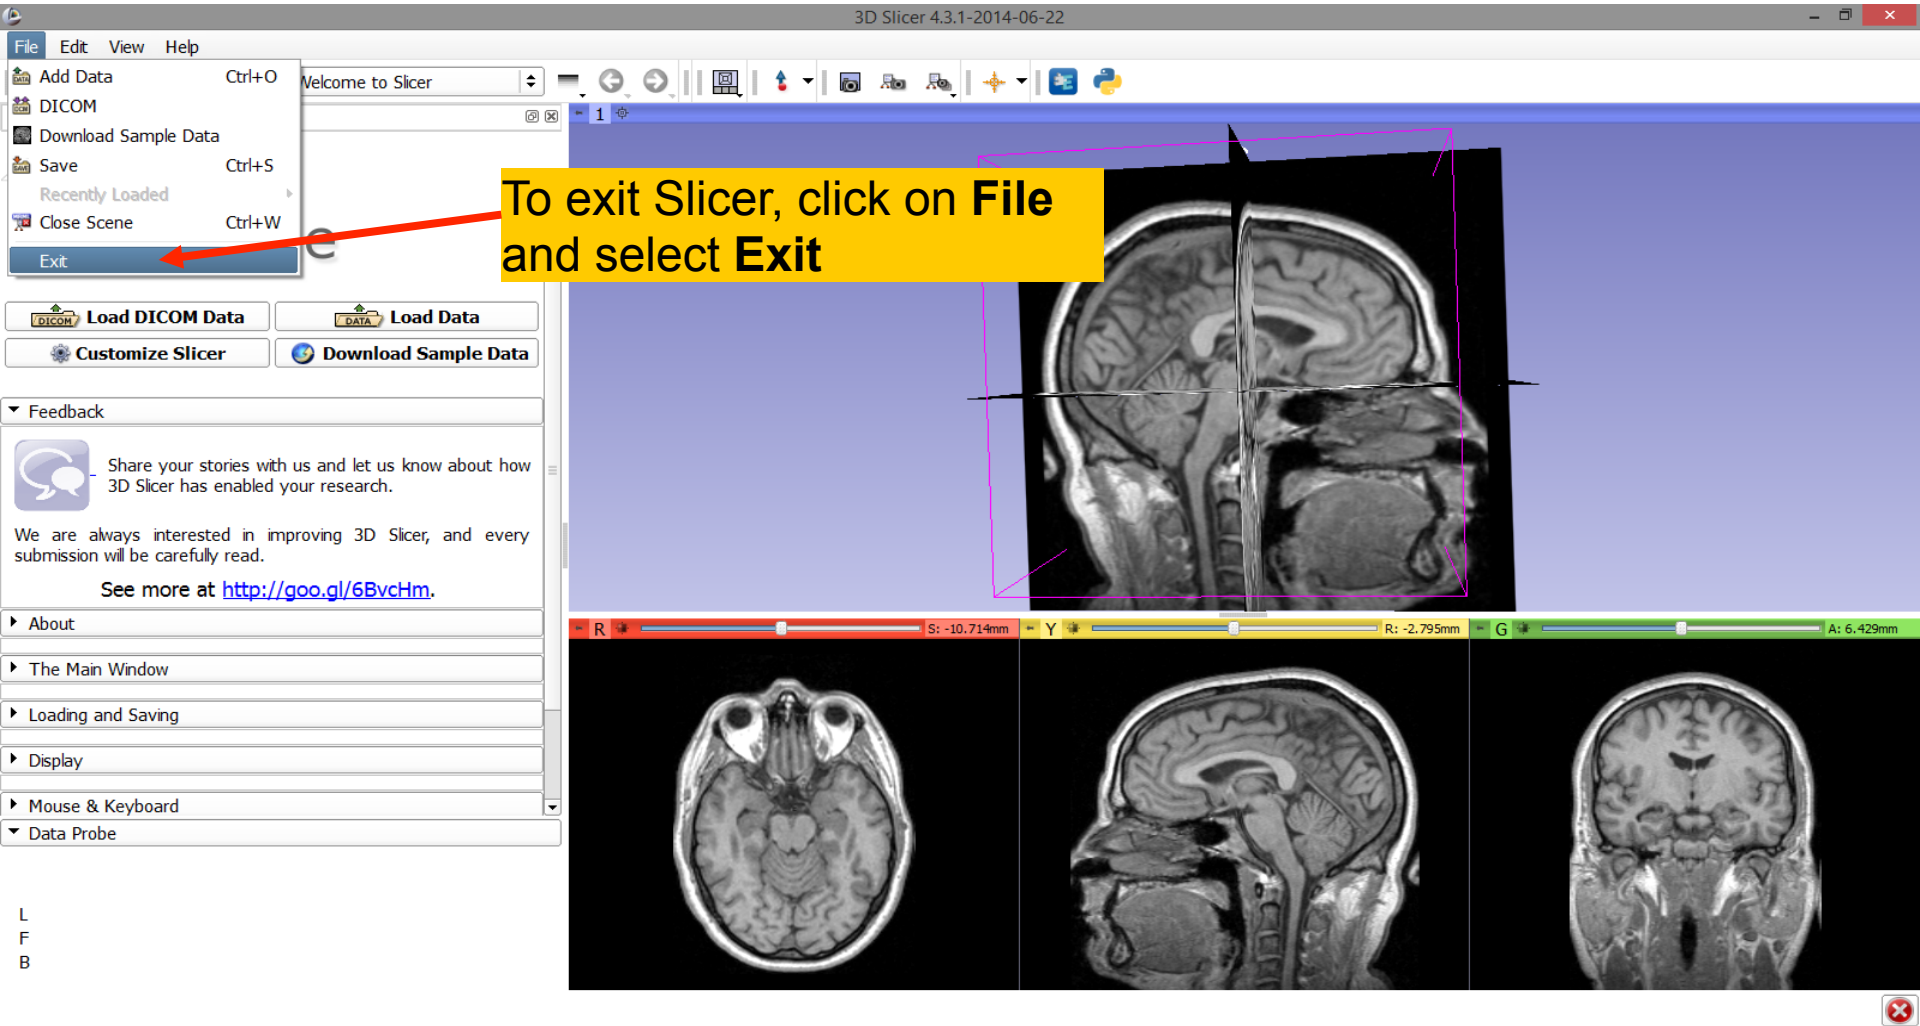 3D Slicer 4.3.1-2014-06-22
File Edit View Help
Add Data Ctrl+O
Welcome to Slicer
DICOM
1
Download Sample Data
Save Ctrl+S
Recently Loaded
Close Scene Ctrl+W
Exit
e
To exit Slicer, click on File
and select Exit
DICOM Load DICOM Data
DATA Load Data
Customize Slicer
Download Sample Data
Feedback
Share your stories with us and let us know about how
3D Slicer has enabled your research.
We are always interested in improving 3D Slicer, and every
submission will be carefully read.
See more at http://goo.gl/6BvcHm.
About
The Main Window
Loading and Saving
Display
Mouse & Keyboard
Data Probe
L
F
B
R S: -10.714mm
Y R: -2.795mm
G A: 6.429mm